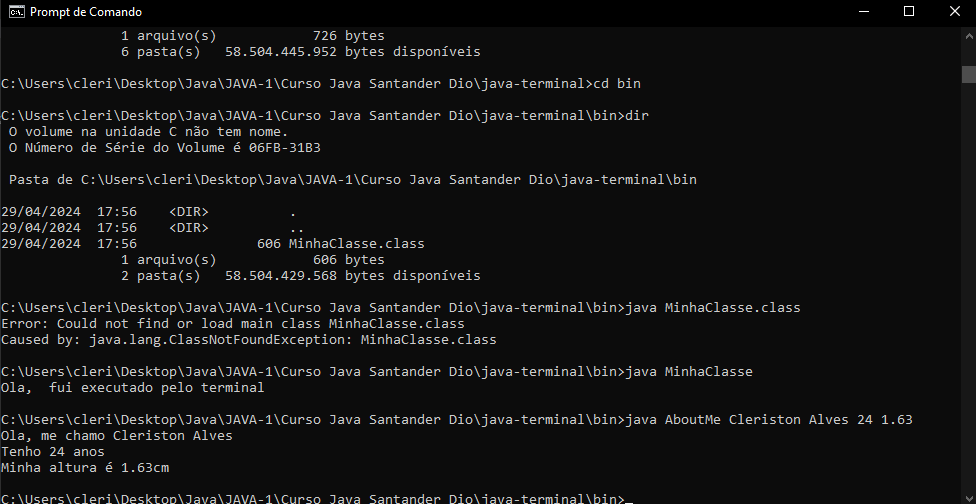 Prompt de Comando
1 arquivo(s) 726 bytes
6 pasta(s) 58.504.445.952 bytes disponíveis
C:\Users\cleri\Desktop\Java\JAVA-1\Curso Java Santander Dio\java-terminal>cd bin
C:\Users\cleri\Desktop\Java\JAVA-1\Curso Java Santander Dio\java-terminal\bin>dir
O volume na unidade C não tem nome.
O Número de Série do Volume é 06FB-31B3
Pasta de C:\Users\cleri\Desktop\Java\JAVA-1\Curso Java Santander Dio\java-terminal\bin
29/04/2024 17:56 <DIR> .
29/04/2024 17:56 <DIR> ..
29/04/2024 17:56 606 MinhaClasse.class
1 arquivo(s) 606 bytes
2 pasta(s) 58.504.429.568 bytes disponíveis
C:\Users\cleri\Desktop\Java\JAVA-1\Curso Java Santander Dio\java-terminal\bin>java MinhaClasse.class
Error: Could not find or load main class MinhaClasse.class
Caused by: java.lang.ClassNotFoundException: MinhaClasse.class
C:\Users\cleri\Desktop\Java\JAVA-1\Curso Java Santander Dio\java-terminal\bin>java MinhaClasse
Ola,  fui executado pelo terminal
C:\Users\cleri\Desktop\Java\JAVA-1\Curso Java Santander Dio\java-terminal\bin>java AboutMe Cleriston Alves 24 1.63
Ola, me chamo Cleriston Alves
Tenho 24 anos
Minha altura é 1.63cm
C:\Users\cleri\Desktop\Java\JAVA-1\Curso Java Santander Dio\java-terminal\bin>_